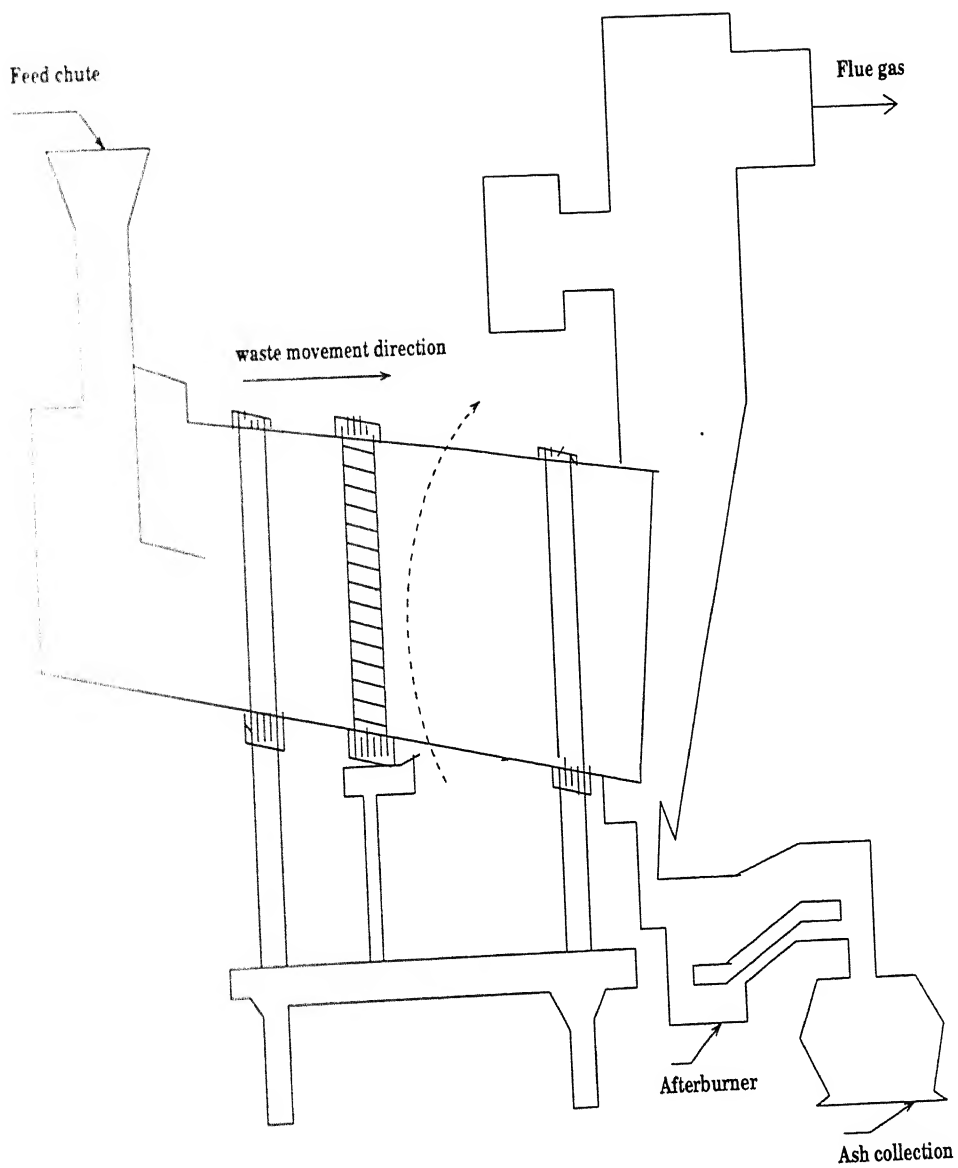 Feed chute
Flue gas
waste movement direction
Afterburner
Ash collection